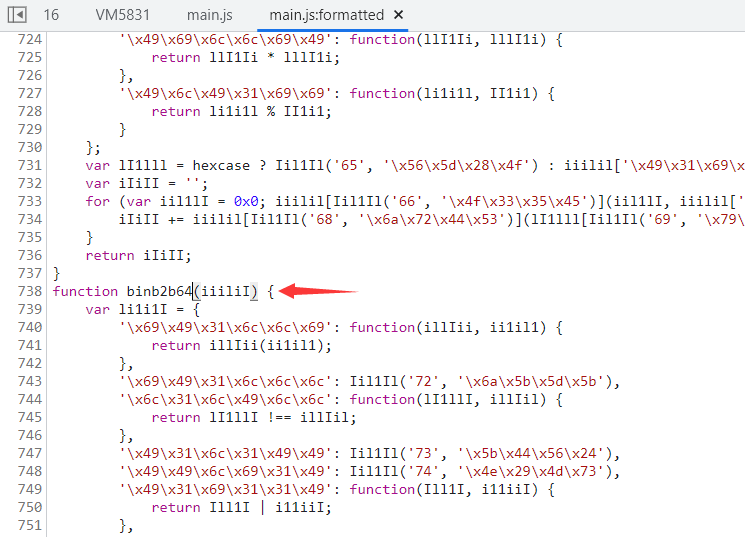 16 VM5831 main.js main.js:formatted ×
724 '\x49\x69\x6c\x6c\x69\x49': function(llI1Ii, lllI1i) {
725 return llI1Ii * lllI1i;
726 },
727 '\x49\x6c\x49\x31\x69\x69': function(li1i1l, II1i1) {
728 return li1i1l % II1i1;
729 }
730 };
731 var lI1lll = hexcase ? Iil1Il('65', '\x56\x5d\x28\x4f') : iiilil['\x49\x31\x69\x
732 var iIiII = '';
733 for (var iil1lI = 0x0; iiilil[Iil1Il('66', '\x4f\x33\x35\x45')](iil1lI, iiilil['
734 iIiII += iiilil[Iil1Il('68', '\x6a\x72\x44\x53')](lI1lll[Iil1Il('69', '\x79\
735 }
736 return iIiII;
737 }
738 function binb2b64(iiiliI) {
739 var li1i1I = {
740 '\x69\x49\x31\x6c\x6c\x69': function(illIii, ii1il1) {
741 return illIii(ii1il1);
742 },
743 '\x69\x49\x31\x6c\x6c\x6c': Iil1Il('72', '\x6a\x5b\x5d\x5b'),
744 '\x6c\x31\x6c\x49\x6c\x6c': function(lI1llI, illIil) {
745 return lI1llI !== illIil;
746 },
747 '\x49\x31\x6c\x31\x49\x49': Iil1Il('73', '\x5b\x44\x56\x24'),
748 '\x49\x49\x6c\x69\x31\x49': Iil1Il('74', '\x4e\x29\x4d\x73'),
749 '\x49\x31\x69\x31\x31\x49': function(Ill1I, i11iiI) {
750 return Ill1I | i11iiI;
751 },